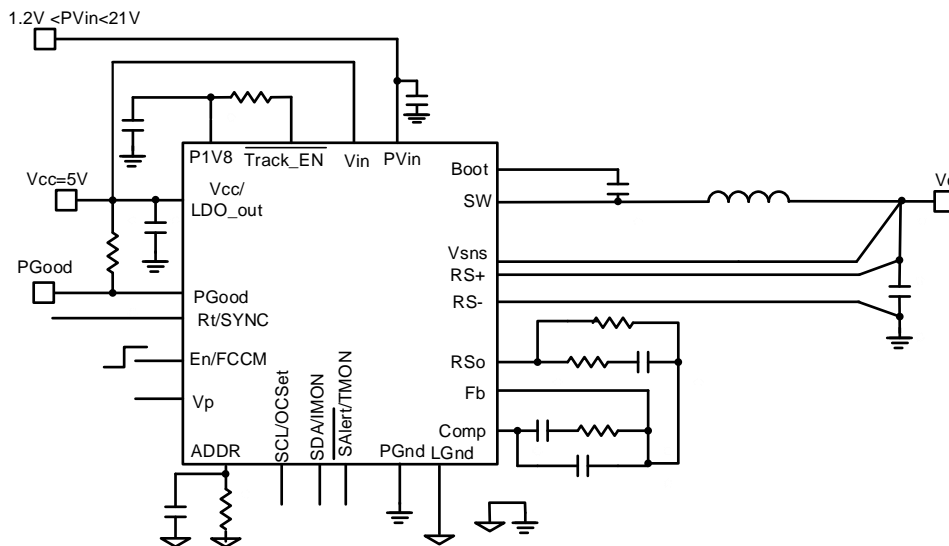 1.2V <PVin<21V
P1V8
Track_EN
Vin
PVin
Boot
Vcc=5V
Vcc/
LDO_out
SW
Vsns
RS+
PGood
PGood
RS-
Rt/SYNC
En/FCCM
RSo
Fb
Vp
Comp
ADDR
SCL/OCSet
SDA/IMON
SAlert/TMON
PGnd
LGnd